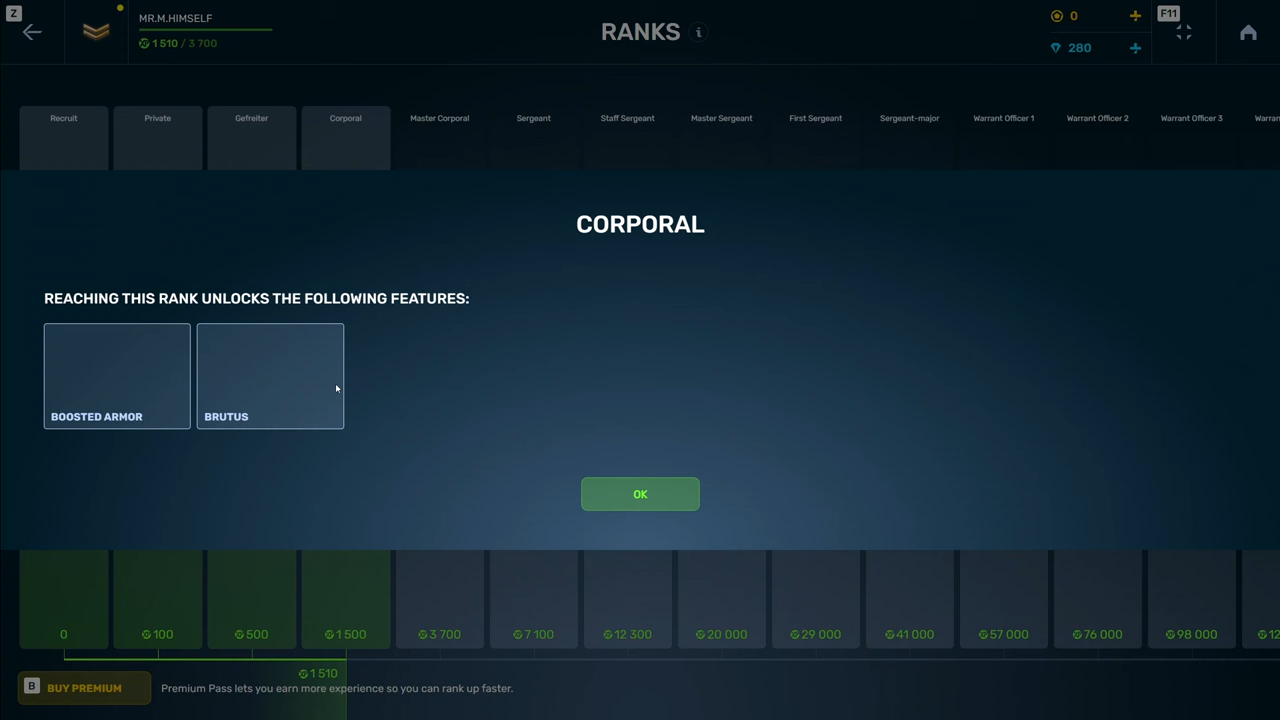 Z
MR.M.HIMSELF
1 510 / 3 700
RANKS
i
0
280
F11
Recruit
Private
Gefreiter
Corporal
Master Corporal
Sergeant
Staff Sergeant
Master Sergeant
First Sergeant
Sergeant-major
Warrant Officer 1
Warrant Officer 2
Warrant Officer 3
Warran
CORPORAL
REACHING THIS RANK UNLOCKS THE FOLLOWING FEATURES:
BOOSTED ARMOR
BRUTUS
OK
0
100
500
1 500
3 700
7 100
12 300
20 000
29 000
41 000
57 000
76 000
98 000
12
1 510
B
BUY PREMIUM
Premium Pass lets you earn more experience so you can rank up faster.